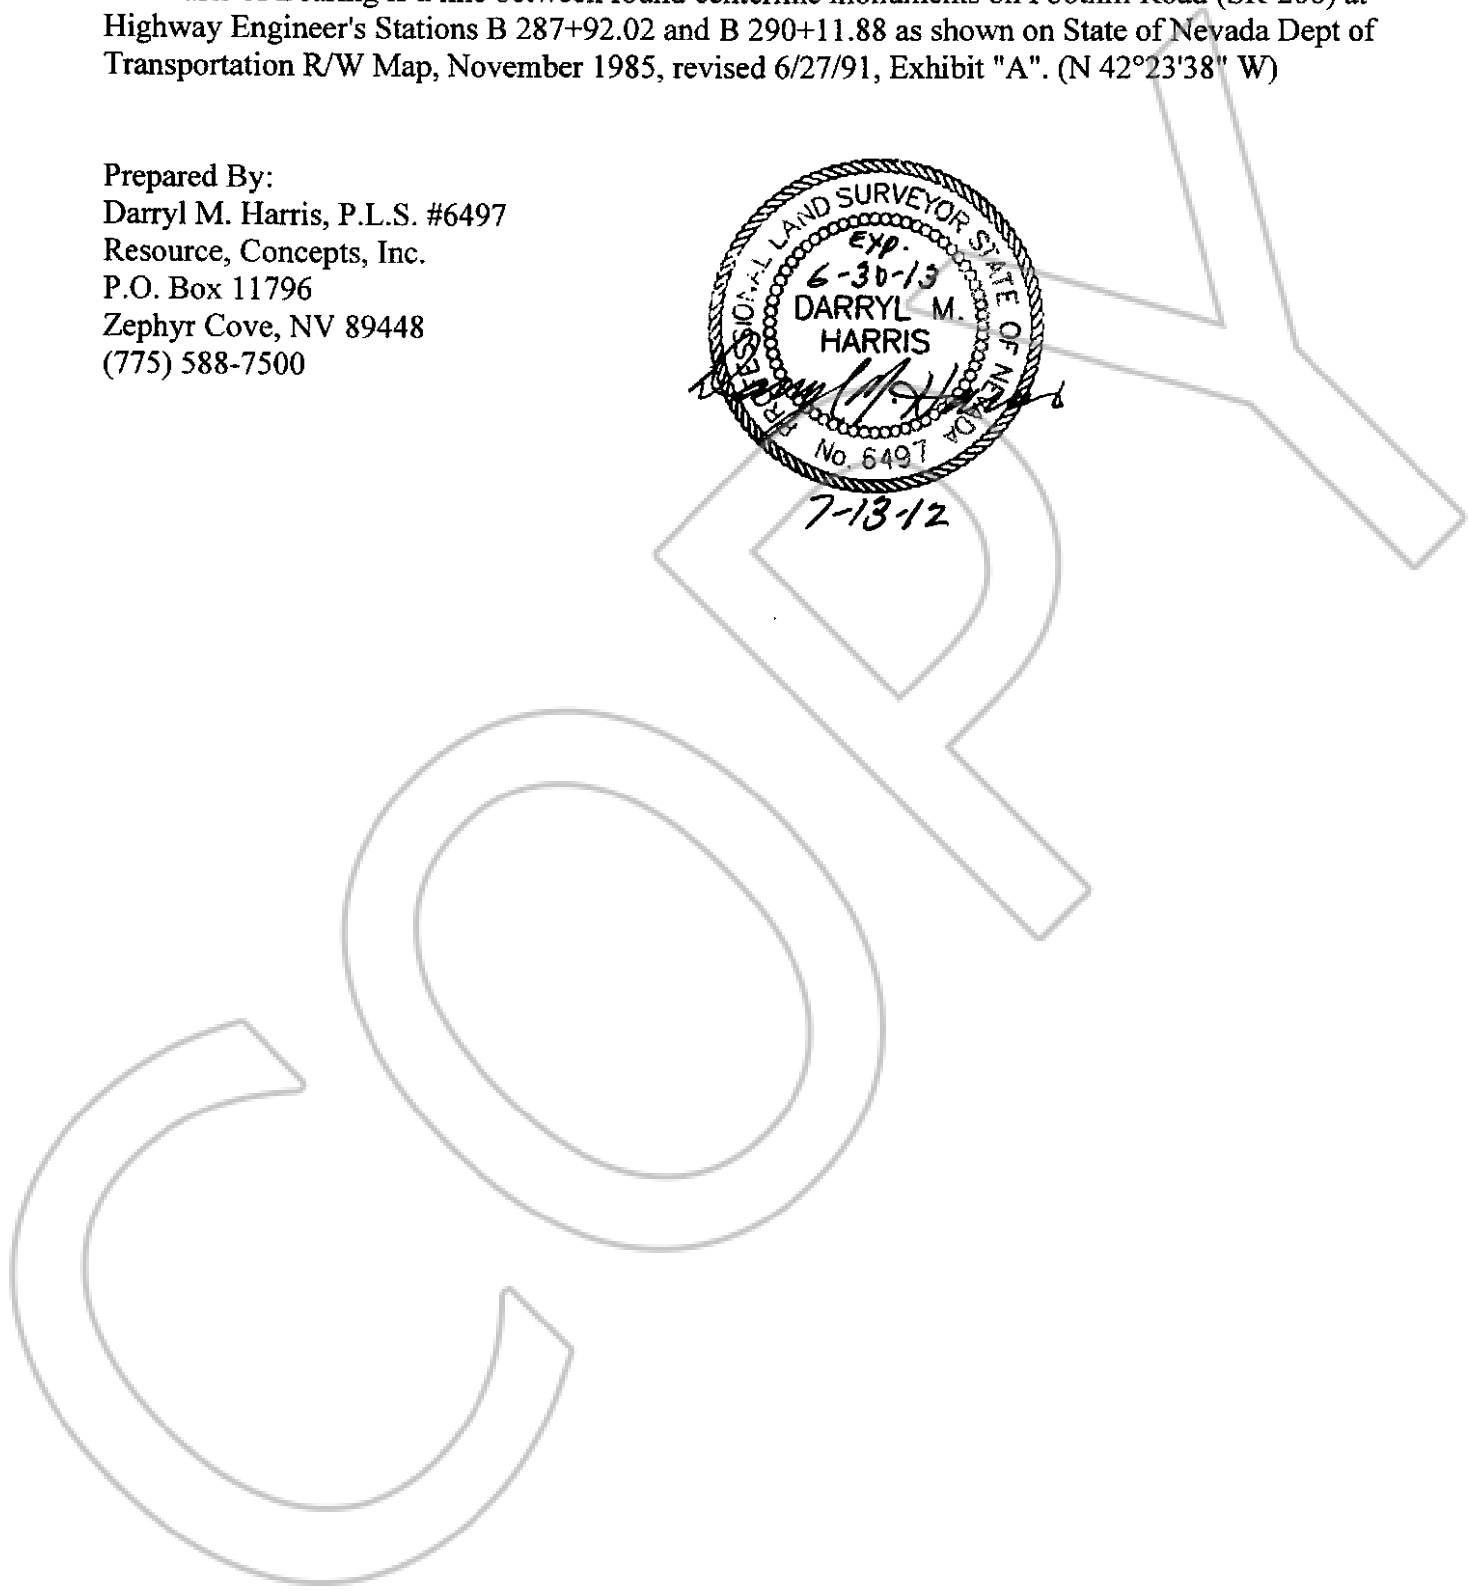 Highway Engineer's Stations B 287+92.02 and B 290+11.88 as shown on State of Nevada Dept of
Transportation R/W Map, November 1985, revised 6/27/91, Exhibit "A". (N 42°23'38" W)
Prepared By:
Darryl M. Harris, P.L.S. #6497
Resource, Concepts, Inc.
P.O. Box 11796
Zephyr Cove, NV 89448
(775) 588-7500
PROFESSIONAL LAND SURVEYOR STATE OF NEVADA
Exp.
6-30-13
DARRYL M.
HARRIS
No. 6497
7-13-12
COPY